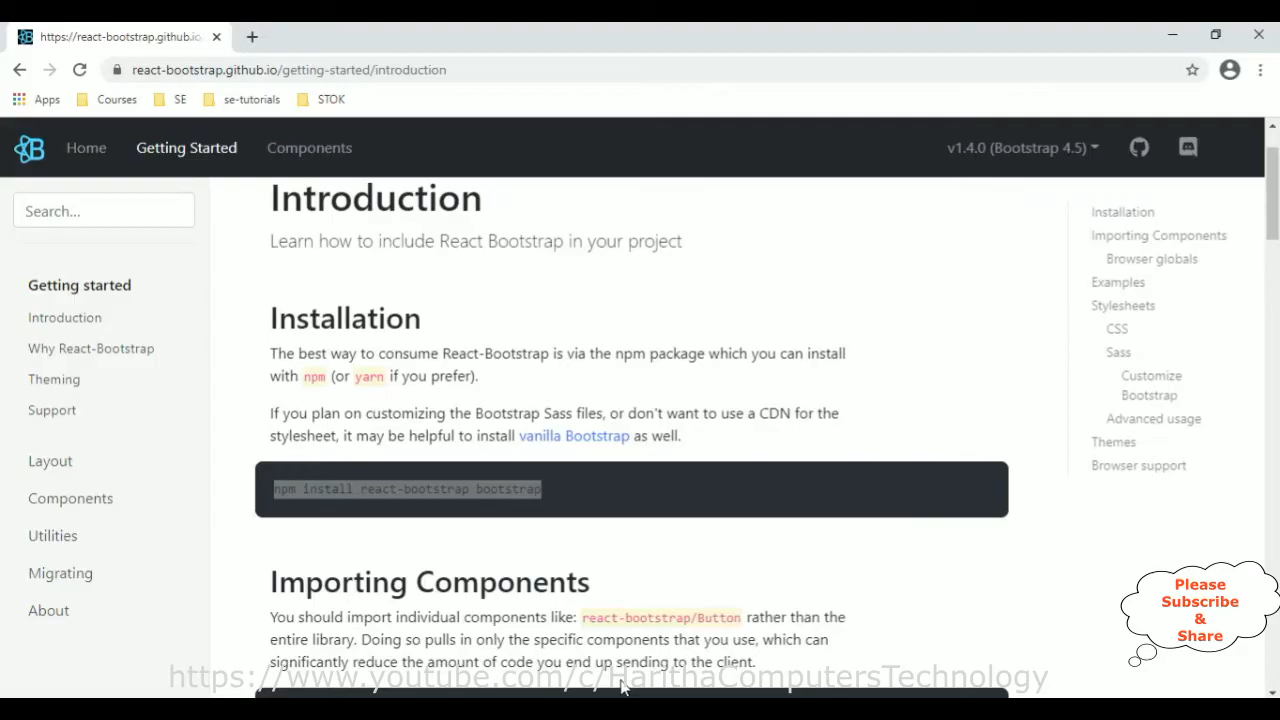 https://react-bootstrap.github.io
react-bootstrap.github.io/getting-started/introduction
Apps Courses SE se-tutorials STOK
Home Getting Started Components v1.4.0 (Bootstrap 4.5)
Introduction
Learn how to include React Bootstrap in your project
Search...
Getting started
Introduction
Why React-Bootstrap
Theming
Support
Layout
Components
Utilities
Migrating
About
Installation
The best way to consume React-Bootstrap is via the npm package which you can install
with npm (or yarn if you prefer).
If you plan on customizing the Bootstrap Sass files, or don't want to use a CDN for the
stylesheet, it may be helpful to install vanilla Bootstrap as well.
npm install react-bootstrap bootstrap
Importing Components
You should import individual components like: react-bootstrap/Button rather than the
entire library. Doing so pulls in only the specific components that you use, which can
significantly reduce the amount of code you end up sending to the client.
Installation
Importing Components
Browser globals
Examples
Stylesheets
CSS
Sass
Customize
Bootstrap
Advanced usage
Themes
Browser support
Please
Subscribe
&
Share
https://www.youtube.com/c/HarithaComputersTechnology